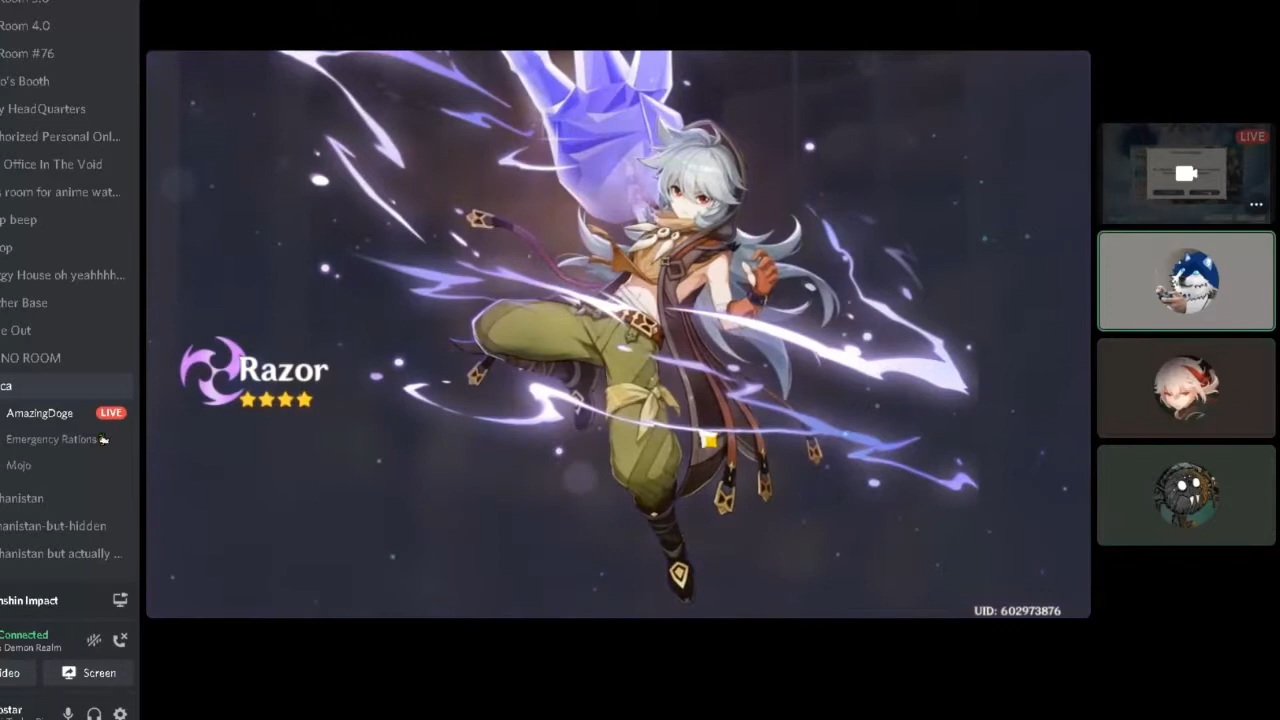 Room 4.0
Room #76
o's Booth
y HeadQuarters
horized Personal Onl...
Office In The Void
s room for anime wat...
p beep
op
gy House oh yeahhhh...
ther Base
e Out
NO ROOM
ca
AmazingDoge LIVE
Emergency Rations
Mojo
hanistan
hanistan-but-hidden
hanistan but actually ...
nshin Impact
Connected
Demon Realm
ideo
Screen
ostar
Razor
UID: 602973876
LIVE